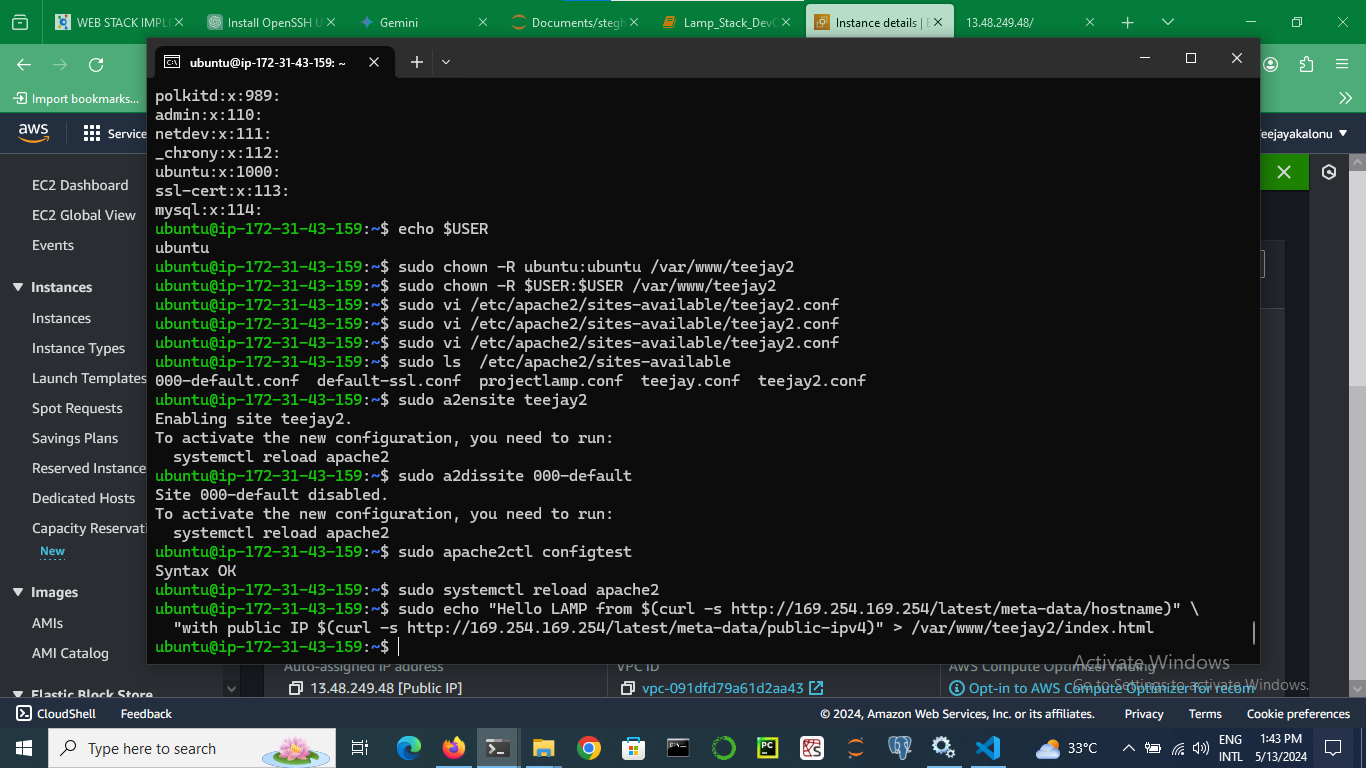 WEB STACK IMPLE
Install OpenSSH U
Gemini
Documents/stegh
Lamp_Stack_DevO
Instance details | E
13.48.249.48/
ubuntu@ip-172-31-43-159: ~
Import bookmarks...
aws
Service
eejayakalonu
EC2 Dashboard
EC2 Global View
Events
Instances
Instances
Instance Types
Launch Templates
Spot Requests
Savings Plans
Reserved Instance
Dedicated Hosts
Capacity Reservati
New
Images
AMIs
AMI Catalog
Elastic Block Store
polkitd:x:989:
admin:x:110:
netdev:x:111:
_chrony:x:112:
ubuntu:x:1000:
ssl-cert:x:113:
mysql:x:114:
ubuntu@ip-172-31-43-159:~$ echo $USER
ubuntu
ubuntu@ip-172-31-43-159:~$ sudo chown -R ubuntu:ubuntu /var/www/teejay2
ubuntu@ip-172-31-43-159:~$ sudo chown -R $USER:$USER /var/www/teejay2
ubuntu@ip-172-31-43-159:~$ sudo vi /etc/apache2/sites-available/teejay2.conf
ubuntu@ip-172-31-43-159:~$ sudo vi /etc/apache2/sites-available/teejay2.conf
ubuntu@ip-172-31-43-159:~$ sudo vi /etc/apache2/sites-available/teejay2.conf
ubuntu@ip-172-31-43-159:~$ sudo ls  /etc/apache2/sites-available
000-default.conf  default-ssl.conf  projectlamp.conf  teejay.conf  teejay2.conf
ubuntu@ip-172-31-43-159:~$ sudo a2ensite teejay2
Enabling site teejay2.
To activate the new configuration, you need to run:
  systemctl reload apache2
ubuntu@ip-172-31-43-159:~$ sudo a2dissite 000-default
Site 000-default disabled.
To activate the new configuration, you need to run:
  systemctl reload apache2
ubuntu@ip-172-31-43-159:~$ sudo apache2ctl configtest
Syntax OK
ubuntu@ip-172-31-43-159:~$ sudo systemctl reload apache2
ubuntu@ip-172-31-43-159:~$ sudo echo "Hello LAMP from $(curl -s http://169.254.169.254/latest/meta-data/hostname)" \
  "with public IP $(curl -s http://169.254.169.254/latest/meta-data/public-ipv4)" > /var/www/teejay2/index.html
ubuntu@ip-172-31-43-159:~$
Auto-assigned IP address
VPC ID
AWS Compute Optimizer finding
13.48.249.48 [Public IP]
vpc-091dfd79a61d2aa43
Opt-in to AWS Compute Optimizer for recom
Activate Windows
Go to Settings to activate Windows.
CloudShell
Feedback
© 2024, Amazon Web Services, Inc. or its affiliates.
Privacy
Terms
Cookie preferences
Type here to search
33°C
ENG
INTL
1:43 PM
5/13/2024